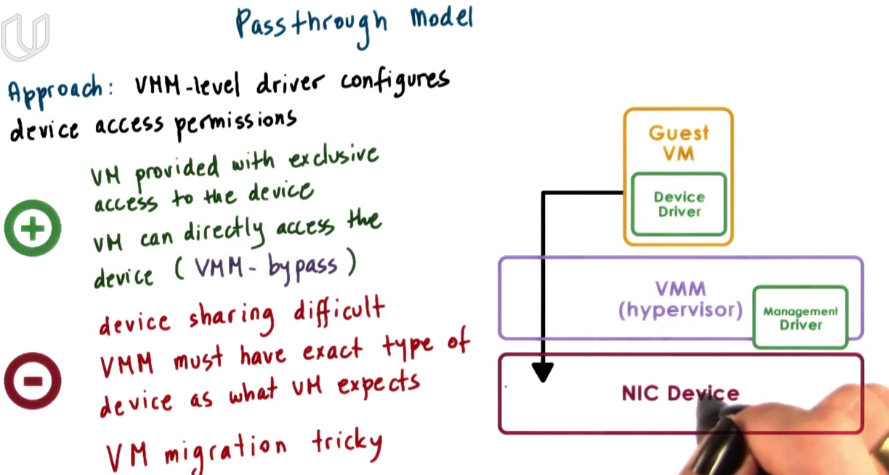 Passthrough Model
Approach: VMM-level driver configures
device access permissions
VM provided with exclusive
access to the device
VM can directly access the
device (VMM-bypass)
device sharing difficult
VMM must have exact type of
device as what VM expects
VM migration tricky
Guest
VM
Device
Driver
VMM
(hypervisor)
Management
Driver
NIC Device